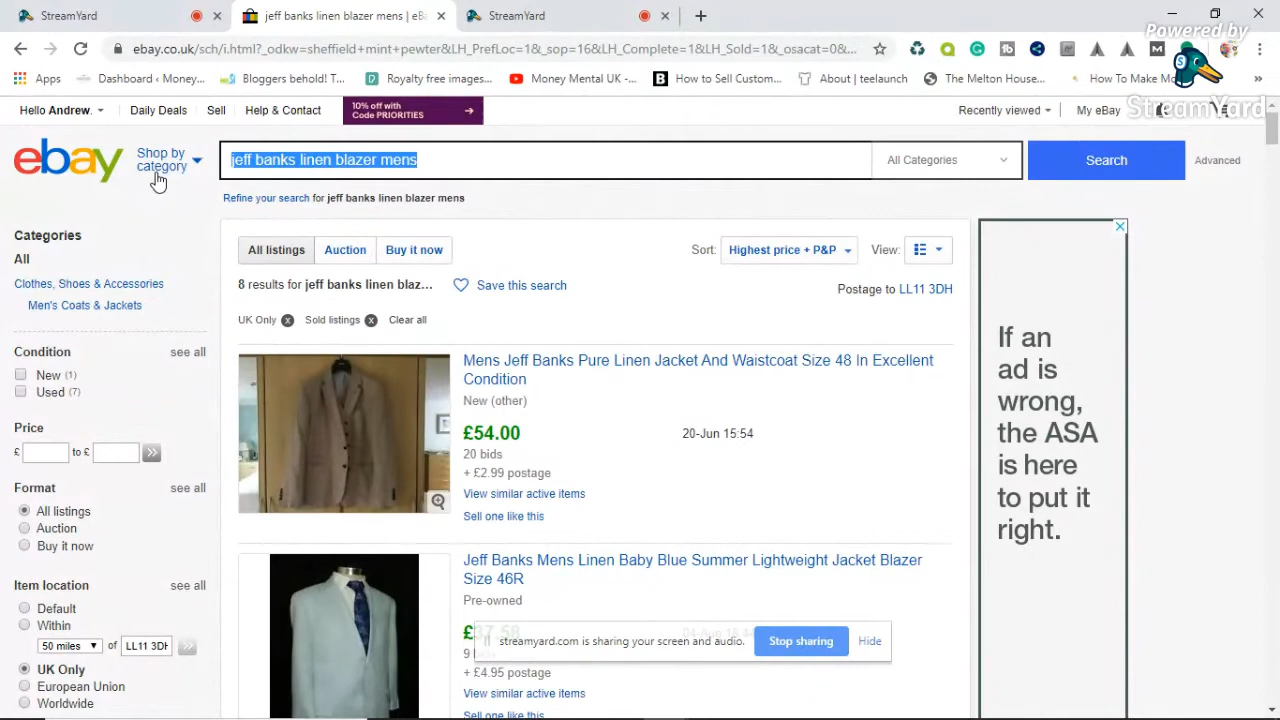 StreamYard
jeff banks linen blazer mens | eBa
StreamYard
Powered by
StreamYard
ebay.co.uk/sch/i.html?_odkw=sheffield+mint+pewter&LH_PrefLoc=1&_sop=16&LH_Complete=1&LH_Sold=1&_osacat=0&...
Apps
Dashboard ‹ Money...
Bloggers behold! T...
Royalty free images...
Money Mental UK -...
How to Sell Custom...
About | teelaunch
The Melton House...
How To Make Mo
Hello Andrew.
Daily Deals
Sell
Help & Contact
10% off with
Code PRIORITIES
Recently viewed
My eBay
ebay
Shop by
category
jeff banks linen blazer mens
All Categories
Search
Advanced
Refine your search for jeff banks linen blazer mens
Categories
All
Clothes, Shoes & Accessories
Men's Coats & Jackets
Condition
see all
New (1)
Used (7)
Price
£
to £
Format
see all
All listings
Auction
Buy it now
Item location
see all
Default
Within
50 miles
of
LL11 3DH
UK Only
European Union
Worldwide
All listings
Auction
Buy it now
Sort:
Highest price + P&P
View:
8 results for jeff banks linen blaz...
Save this search
Postage to LL11 3DH
UK Only
Sold listings
Clear all
Mens Jeff Banks Pure Linen Jacket And Waistcoat Size 48 In Excellent
Condition
New (other)
£54.00
20-Jun 15:54
20 bids
+ £2.99 postage
View similar active items
Sell one like this
Jeff Banks Mens Linen Baby Blue Summer Lightweight Jacket Blazer
Size 46R
Pre-owned
£37.58
streamyard.com is sharing your screen and audio.
Stop sharing
Hide
+ £4.95 postage
View similar active items
Sell one like this
If an
ad is
wrong,
the ASA
is here
to put it
right.